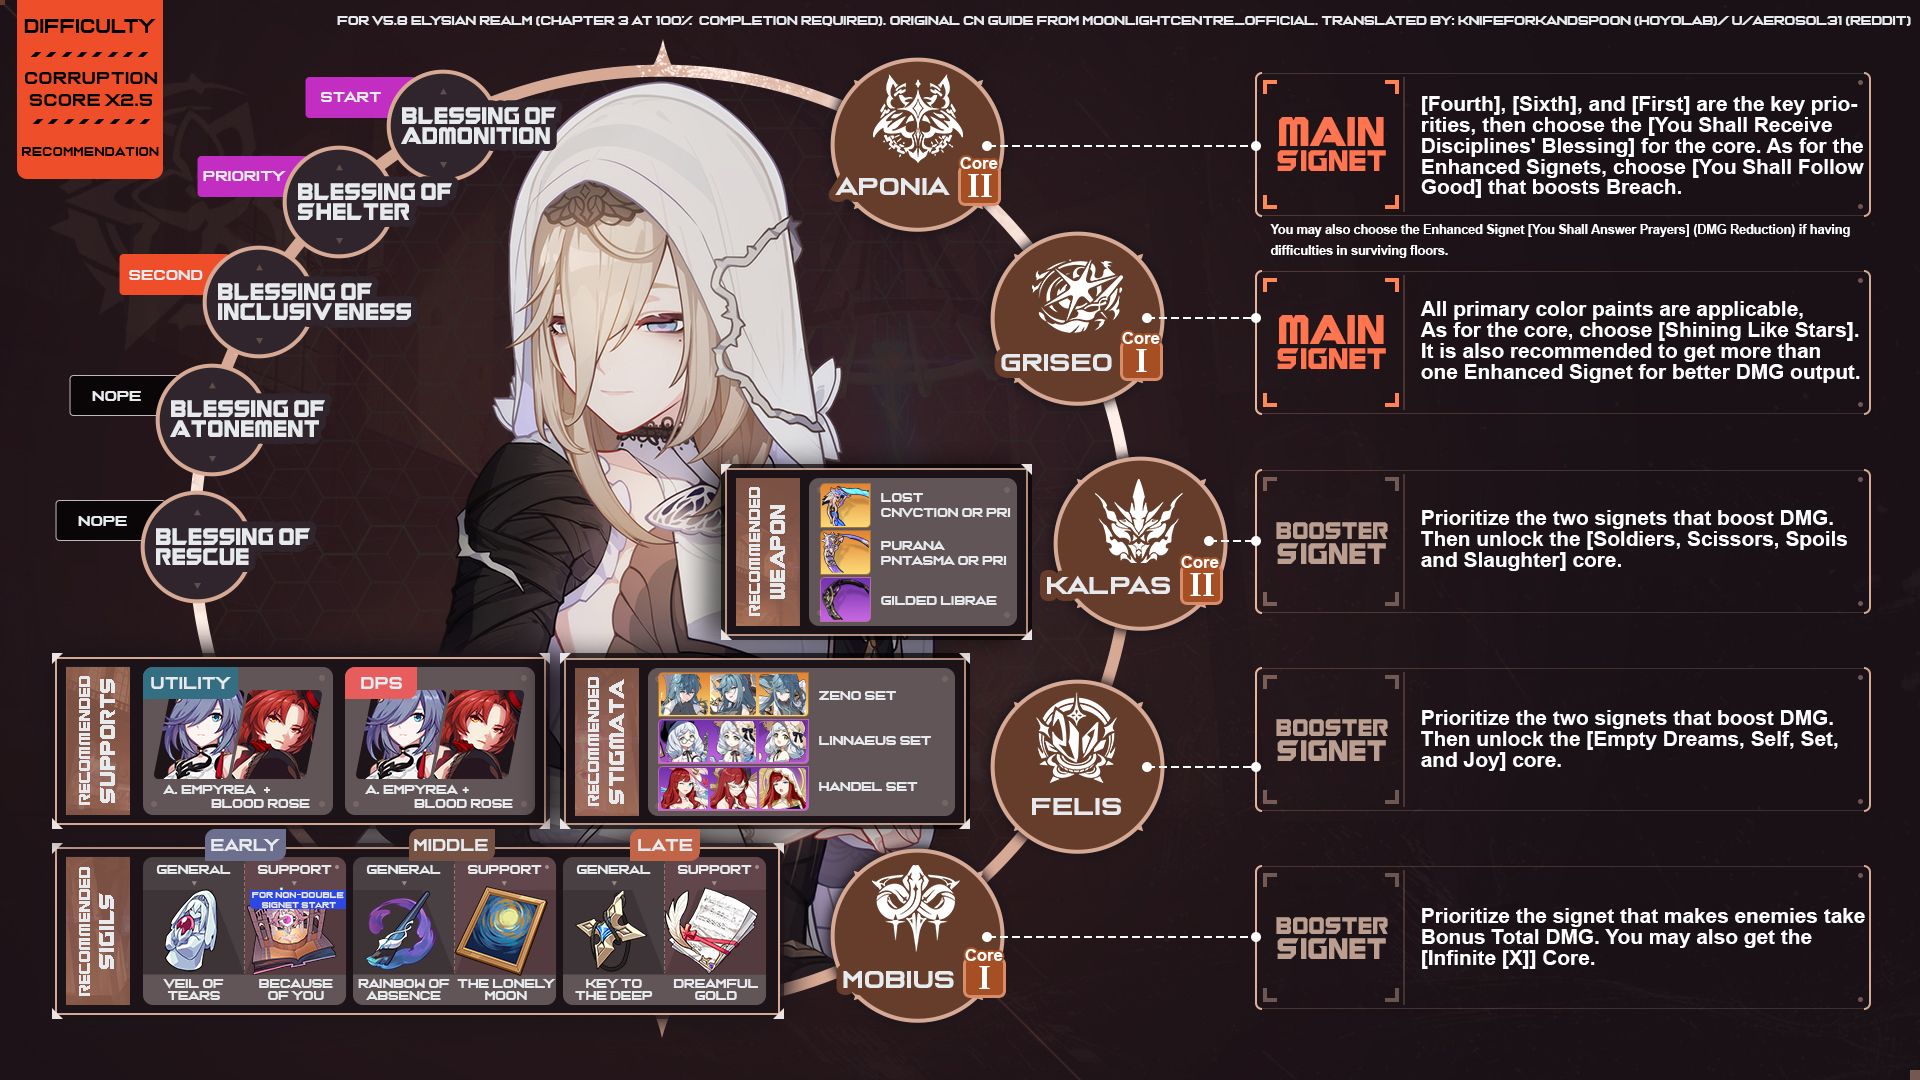 FOR V5.8 ELYSIAN REALM (CHAPTER 3 AT 100% COMPLETION REQUIRED). ORIGINAL CN GUIDE FROM MOONLIGHTCENTRE_OFFICIAL. TRANSLATED BY: KNIFEFORKANDSPOON (HOYOLAB)/ U/AEROSOL31 (REDDIT)
DIFFICULTY
CORRUPTION
SCORE X2.5
RECOMMENDATION
START
BLESSING OF
ADMONITION
PRIORITY
BLESSING OF
SHELTER
SECOND
BLESSING OF
INCLUSIVENESS
NOPE
BLESSING OF
ATONEMENT
NOPE
BLESSING OF
RESCUE
APONIA
Core
II
MAIN
SIGNET
[Fourth], [Sixth], and [First] are the key prio-
rities, then choose the [You Shall Receive
Disciplines' Blessing] for the core. As for the
Enhanced Signets, choose [You Shall Follow
Good] that boosts Breach.
You may also choose the Enhanced Signet [You Shall Answer Prayers] (DMG Reduction) if having
difficulties in surviving floors.
GRISEO
Core
I
MAIN
SIGNET
All primary color paints are applicable,
As for the core, choose [Shining Like Stars].
It is also recommended to get more than
one Enhanced Signet for better DMG output.
KALPAS
Core
II
BOOSTER
SIGNET
Prioritize the two signets that boost DMG.
Then unlock the [Soldiers, Scissors, Spoils
and Slaughter] core.
FELIS
BOOSTER
SIGNET
Prioritize the two signets that boost DMG.
Then unlock the [Empty Dreams, Self, Set,
and Joy] core.
MOBIUS
Core
I
BOOSTER
SIGNET
Prioritize the signet that makes enemies take
Bonus Total DMG. You may also get the
[Infinite [X]] Core.
RECOMMENDED
WEAPON
LOST
CNVCTION OR PRI
PURANA
PNTASMA OR PRI
GILDED LIBRAE
RECOMMENDED
SUPPORTS
UTILITY
A. EMPYREA +
BLOOD ROSE
DPS
A. EMPYREA +
BLOOD ROSE
RECOMMENDED
STIGMATA
ZENO SET
LINNAEUS SET
HANDEL SET
RECOMMENDED
SIGILS
EARLY
GENERAL
VEIL OF
TEARS
SUPPORT
FOR NON-DOUBLE
SIGNET START
BECAUSE
OF YOU
MIDDLE
GENERAL
RAINBOW OF
ABSENCE
SUPPORT
THE LONELY
MOON
LATE
GENERAL
KEY TO
THE DEEP
SUPPORT
DREAMFUL
GOLD